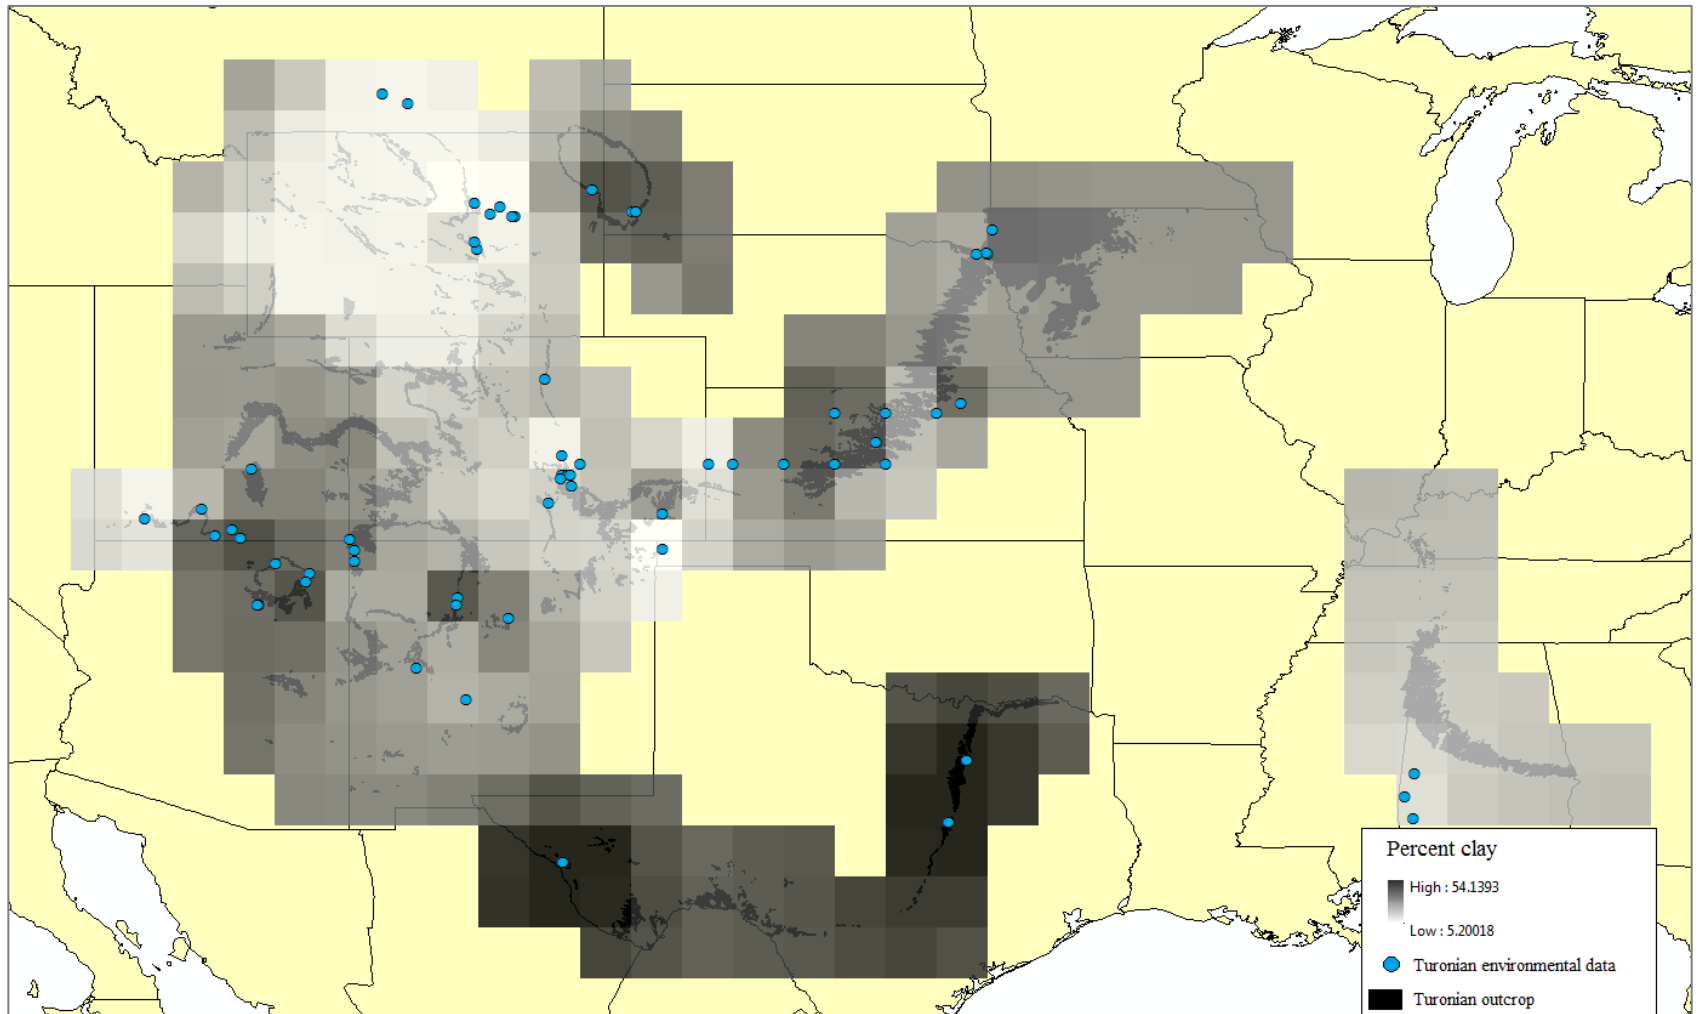 Percent clay
High : 54.1393
Low : 5.20018
Turonian environmental data
Turonian outcrop